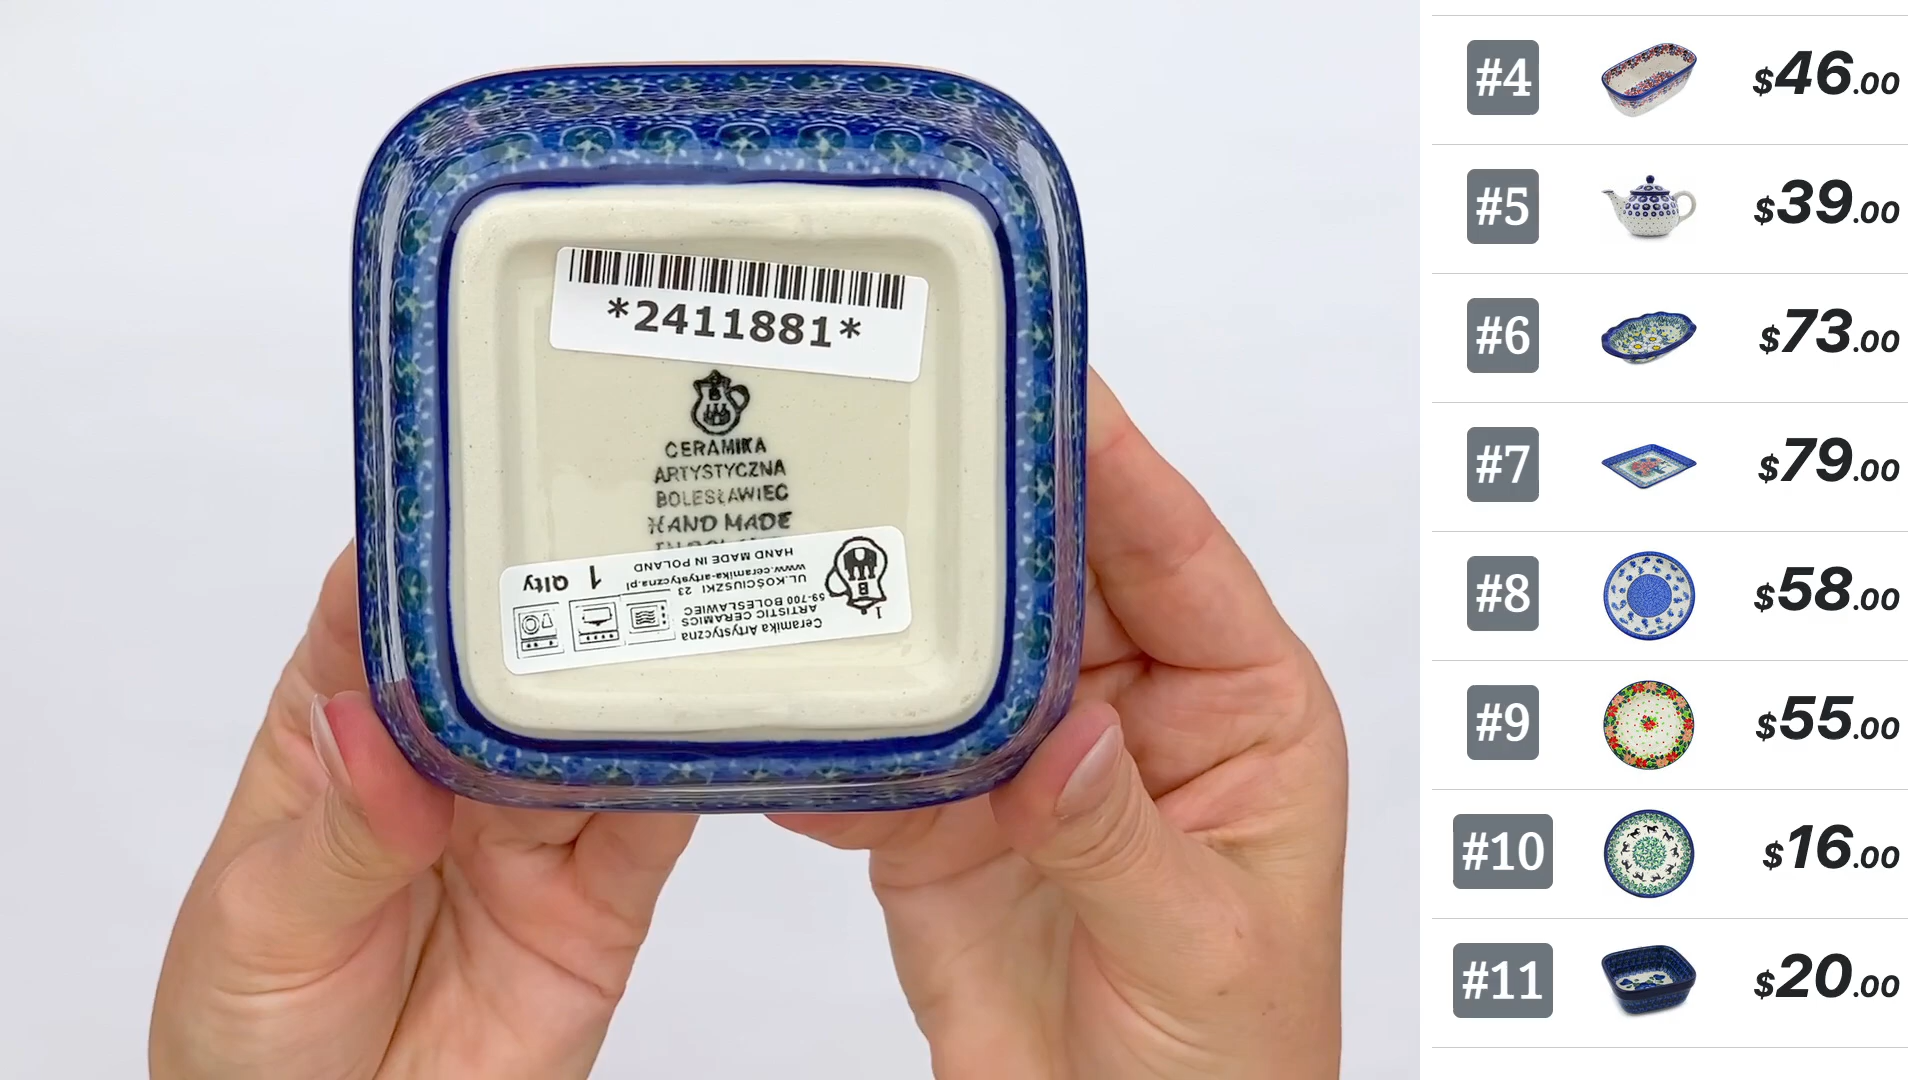 *2411881*
B
CERAMIKA
ARTYSTYCZNA
BOLESŁAWIEC
HAND MADE
Ceramika Artystyczna
ARTISTIC CERAMICS
59-700 BOLESŁAWIEC
UL.KOŚCIUSZKI 23
www.ceramika-artystyczna.pl
HAND MADE IN POLAND
1 Qlty
B
1
#4 $46.00
#5 $39.00
#6 $73.00
#7 $79.00
#8 $58.00
#9 $55.00
#10 $16.00
#11 $20.00